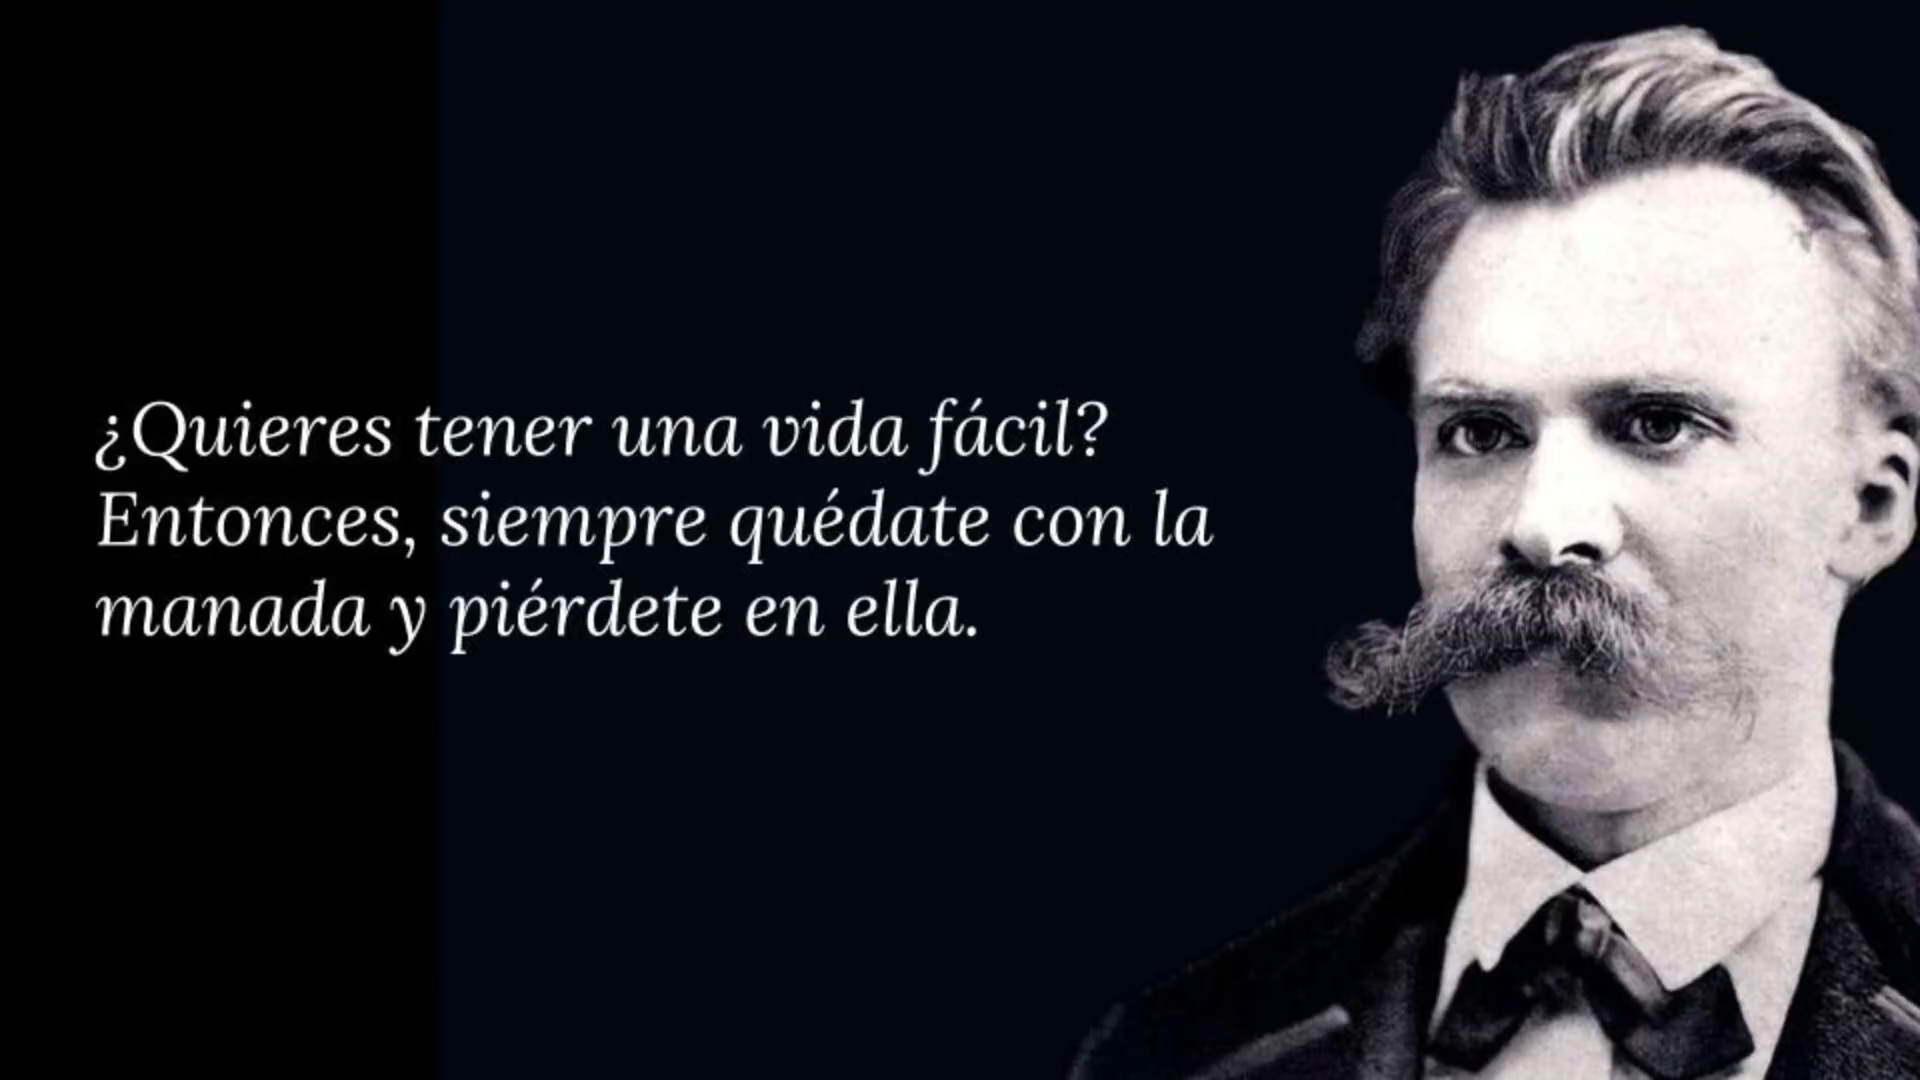 ¿Quieres tener una vida fácil?
Entonces, siempre quédate con la
manada y piérdete en ella.